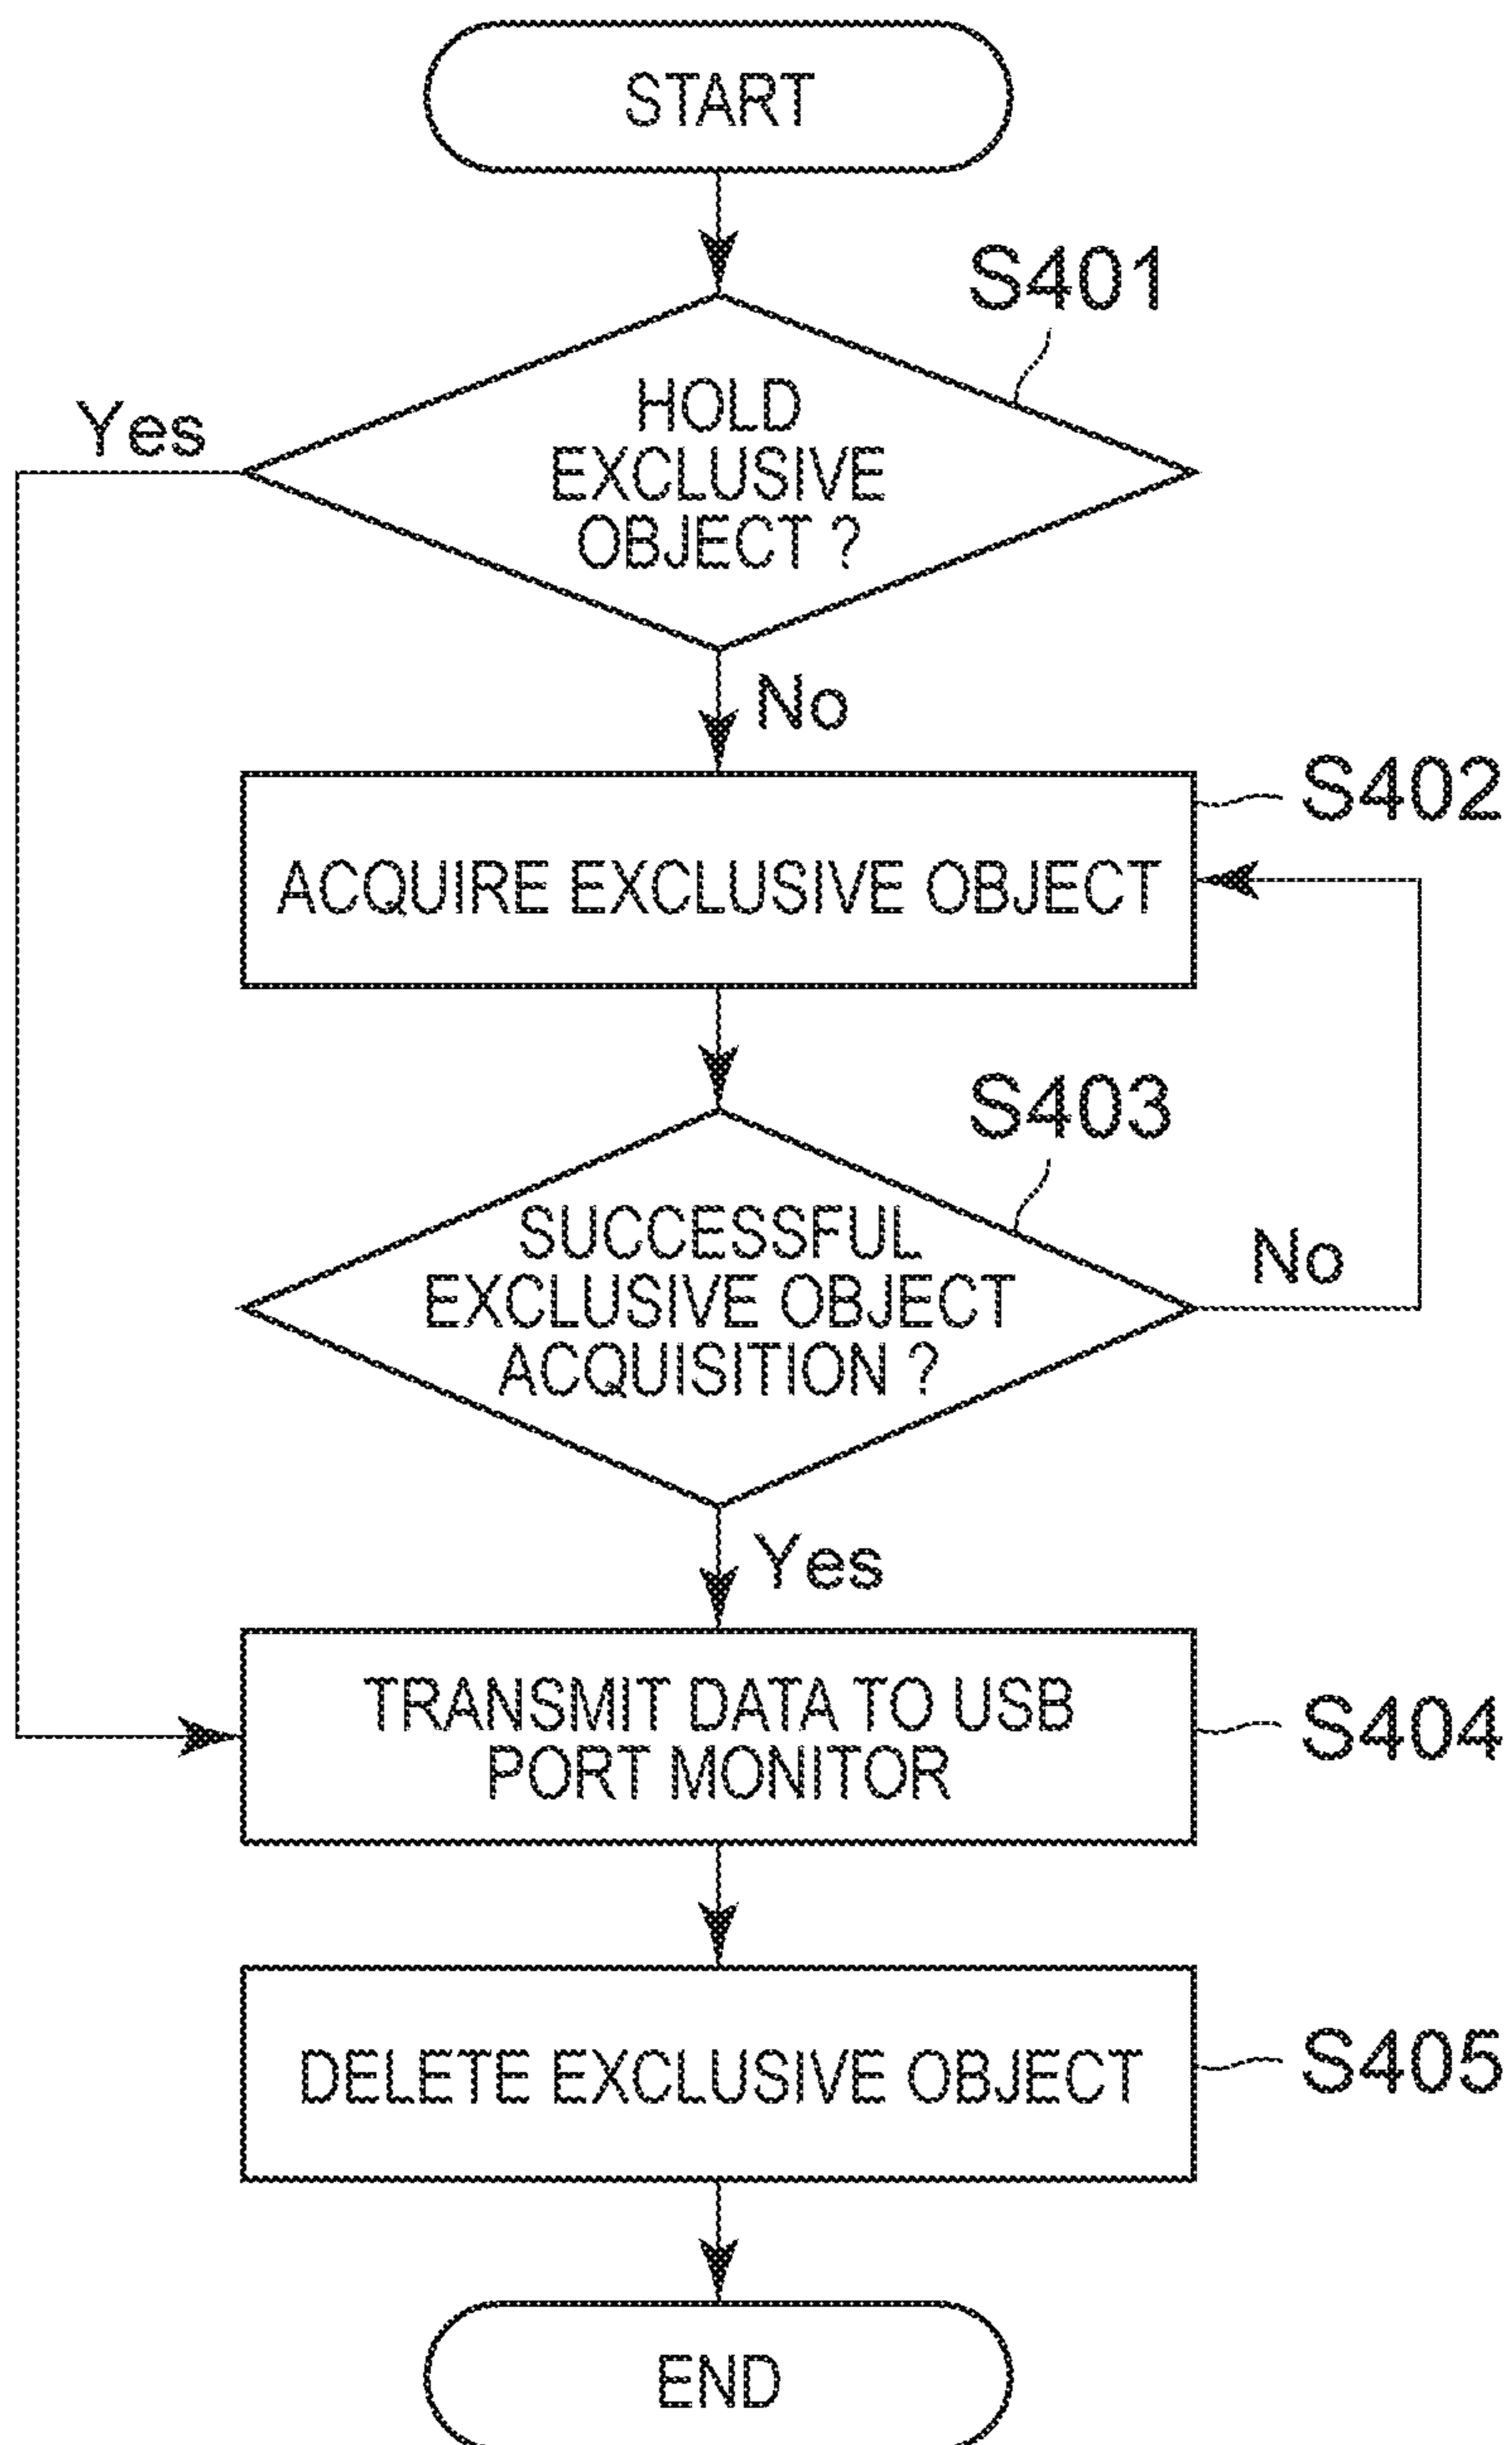 START
S401
HOLD
EXCLUSIVE
OBJECT ?
Yes
No
S402
ACQUIRE EXCLUSIVE OBJECT
S403
SUCCESSFUL
EXCLUSIVE OBJECT
ACQUISITION ?
No
Yes
TRANSMIT DATA TO USB
PORT MONITOR
S404
DELETE EXCLUSIVE OBJECT
S405
END